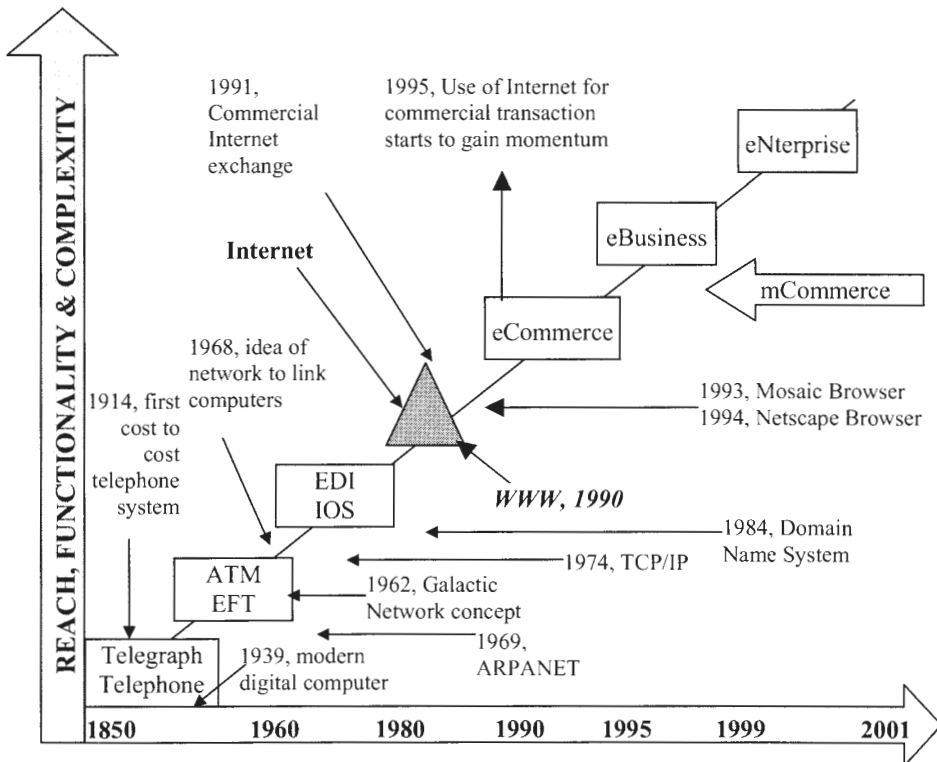 REACH, FUNCTIONALITY & COMPLEXITY
1991,
Commercial
Internet
exchange
1995, Use of Internet for
commercial transaction
starts to gain momentum
eNterprise
eBusiness
Internet
mCommerce
eCommerce
1968, idea of
network to link
computers
1993, Mosaic Browser
1994, Netscape Browser
1914, first
cost to
cost
telephone
system
EDI
IOS
WWW, 1990
1984, Domain
Name System
1974, TCP/IP
ATM
EFT
1962, Galactic
Network concept
1969,
ARPANET
Telegraph
Telephone
1939, modern
digital computer
1850 1960 1980 1990 1995 1999 2001